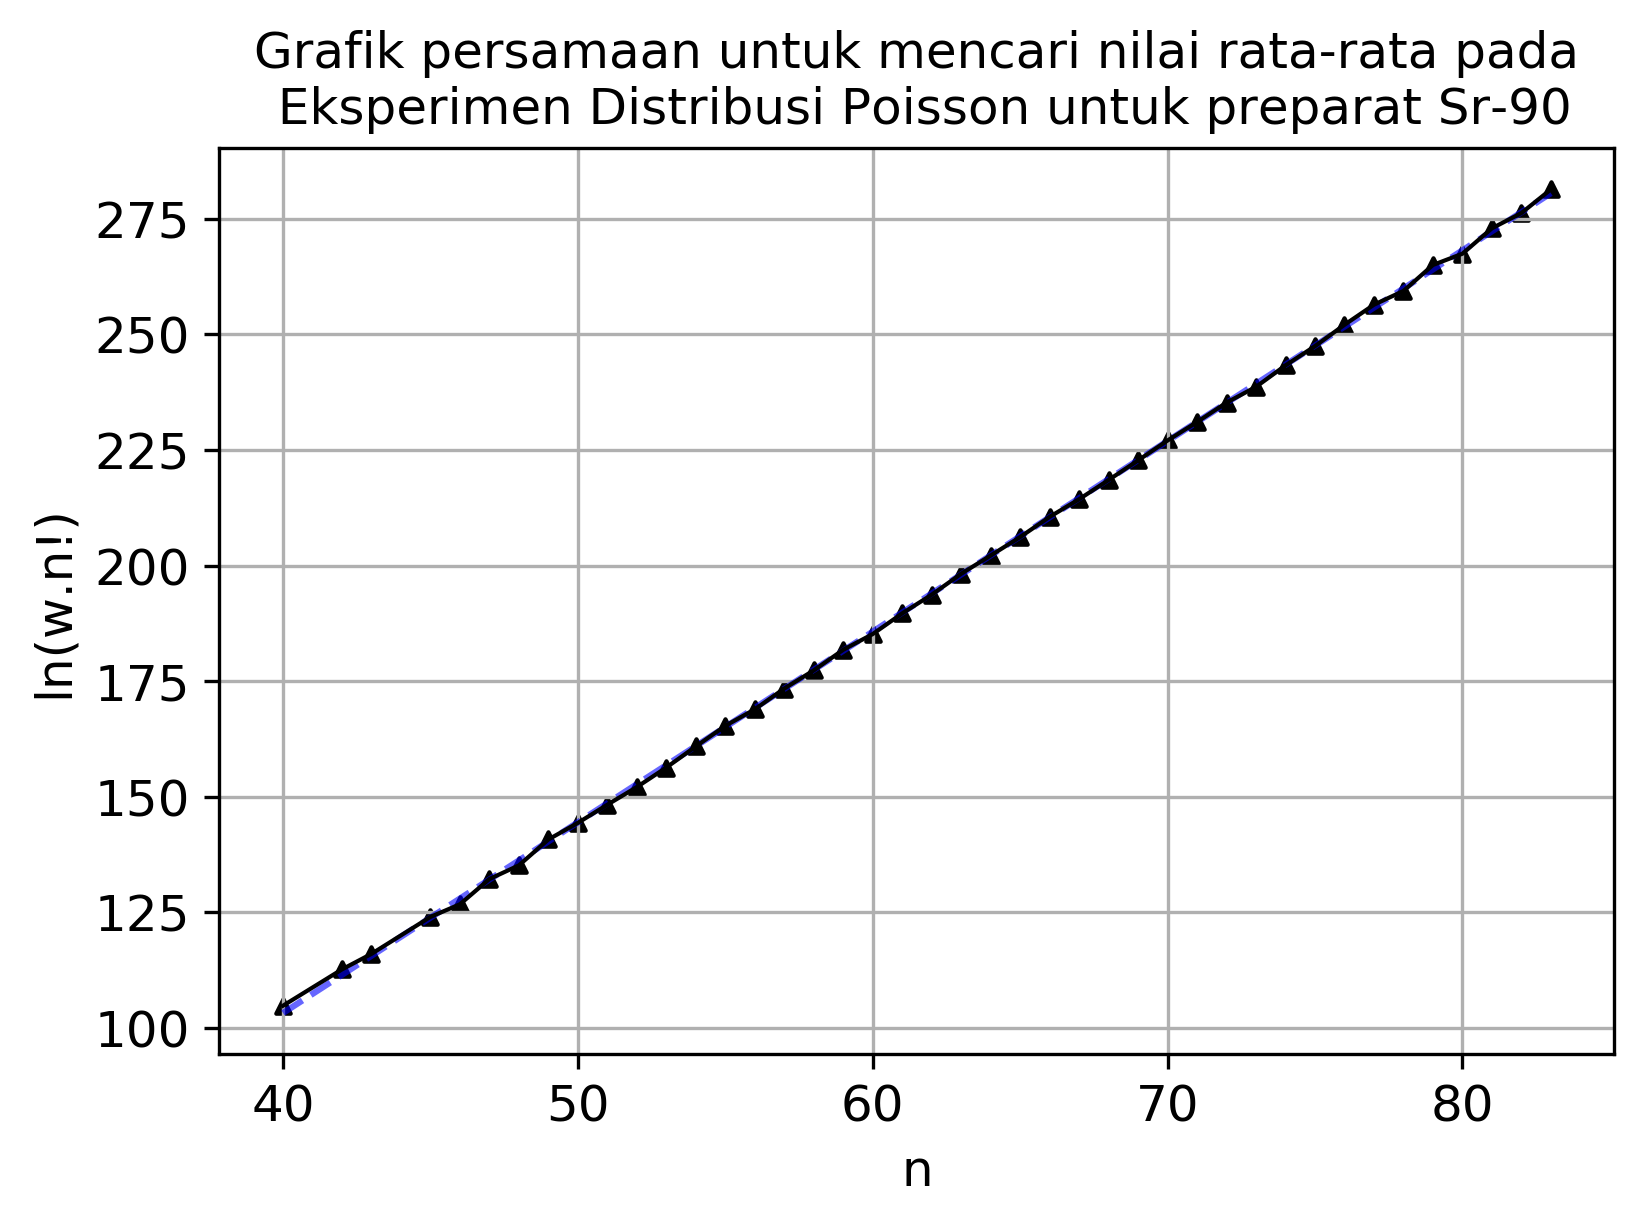 Grafik persamaan untuk mencari nilai rata-rata pada
Eksperimen Distribusi Poisson untuk preparat Sr-90
275
250
225
200
175
150
125
100
ln(w.n!)
40 50 60 70 80
n